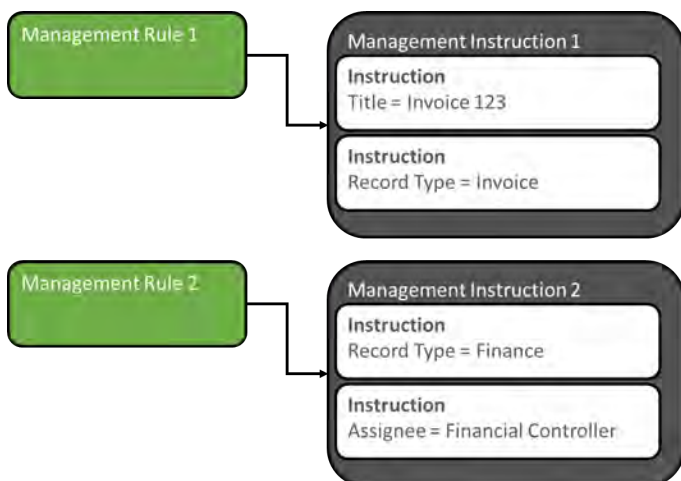 Management Rule 1
Management Instruction 1
Instruction
Title = Invoice 123
Instruction
Record Type = Invoice
Management Rule 2
Management Instruction 2
Instruction
Record Type = Finance
Instruction
Assignee = Financial Controller